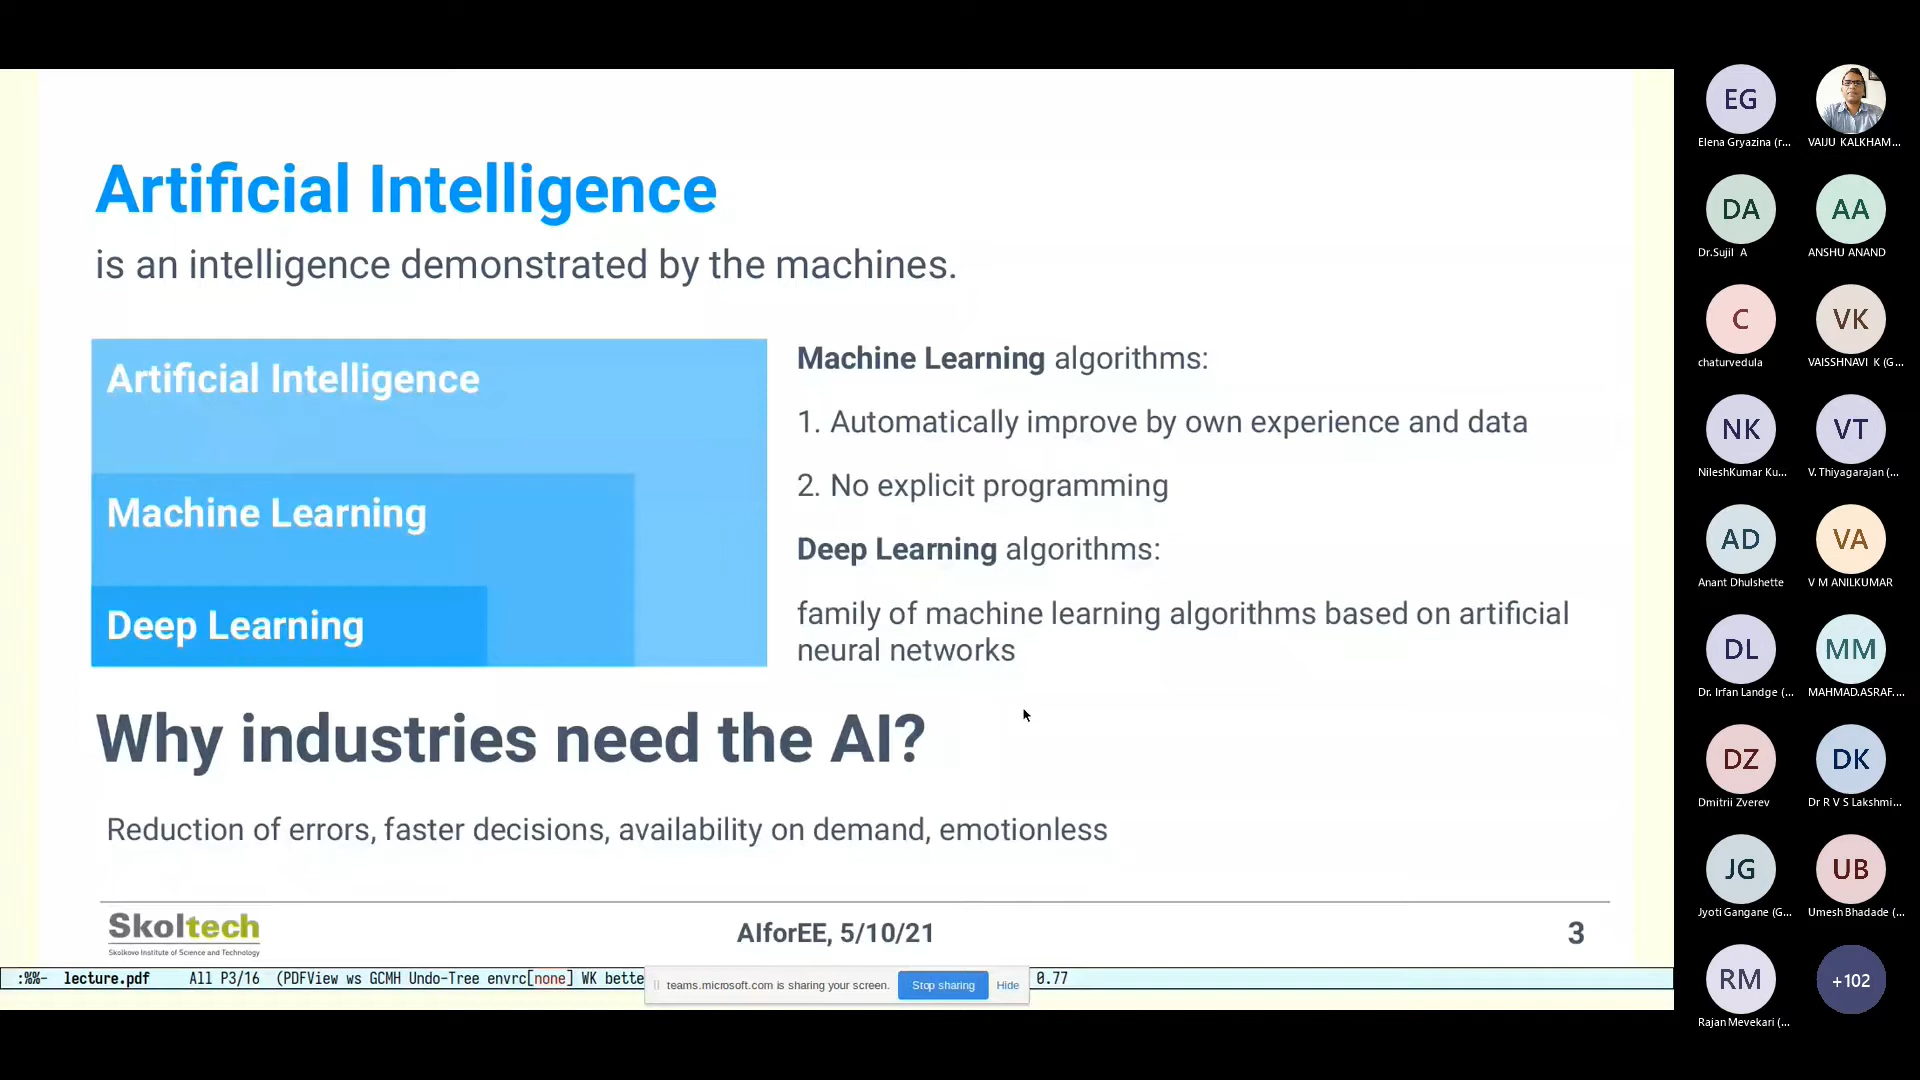 Artificial Intelligence
is an intelligence demonstrated by the machines.
Artificial Intelligence
Machine Learning
Deep Learning
Machine Learning algorithms:
1. Automatically improve by own experience and data
2. No explicit programming
Deep Learning algorithms:
family of machine learning algorithms based on artificial
neural networks
Why industries need the AI?
Reduction of errors, faster decisions, availability on demand, emotionless
Skoltech
Skolkovo Institute of Science and Technology
AIforEE, 5/10/21
3
:%%- lecture.pdf All P3/16 (PDFView ws GCMH Undo-Tree envrc[none] WK bette
teams.microsoft.com is sharing your screen. Stop sharing Hide
0.77
EG
Elena Gryazina (r...
VAIJU KALKHAM...
DA
Dr.Sujil A
AA
ANSHU ANAND
C
chaturvedula
VK
VAISSHNAVI K (G...
NK
NileshKumar Ku...
VT
V. Thiyagarajan (...
AD
Anant Dhulshette
VA
V M ANILKUMAR
DL
Dr. Irfan Landge (...
MM
MAHMAD.ASRAF....
DZ
Dmitrii Zverev
DK
Dr R V S Lakshmi...
JG
Jyoti Gangane (G...
UB
Umesh Bhadade (...
RM
Rajan Mevekari (...
+102